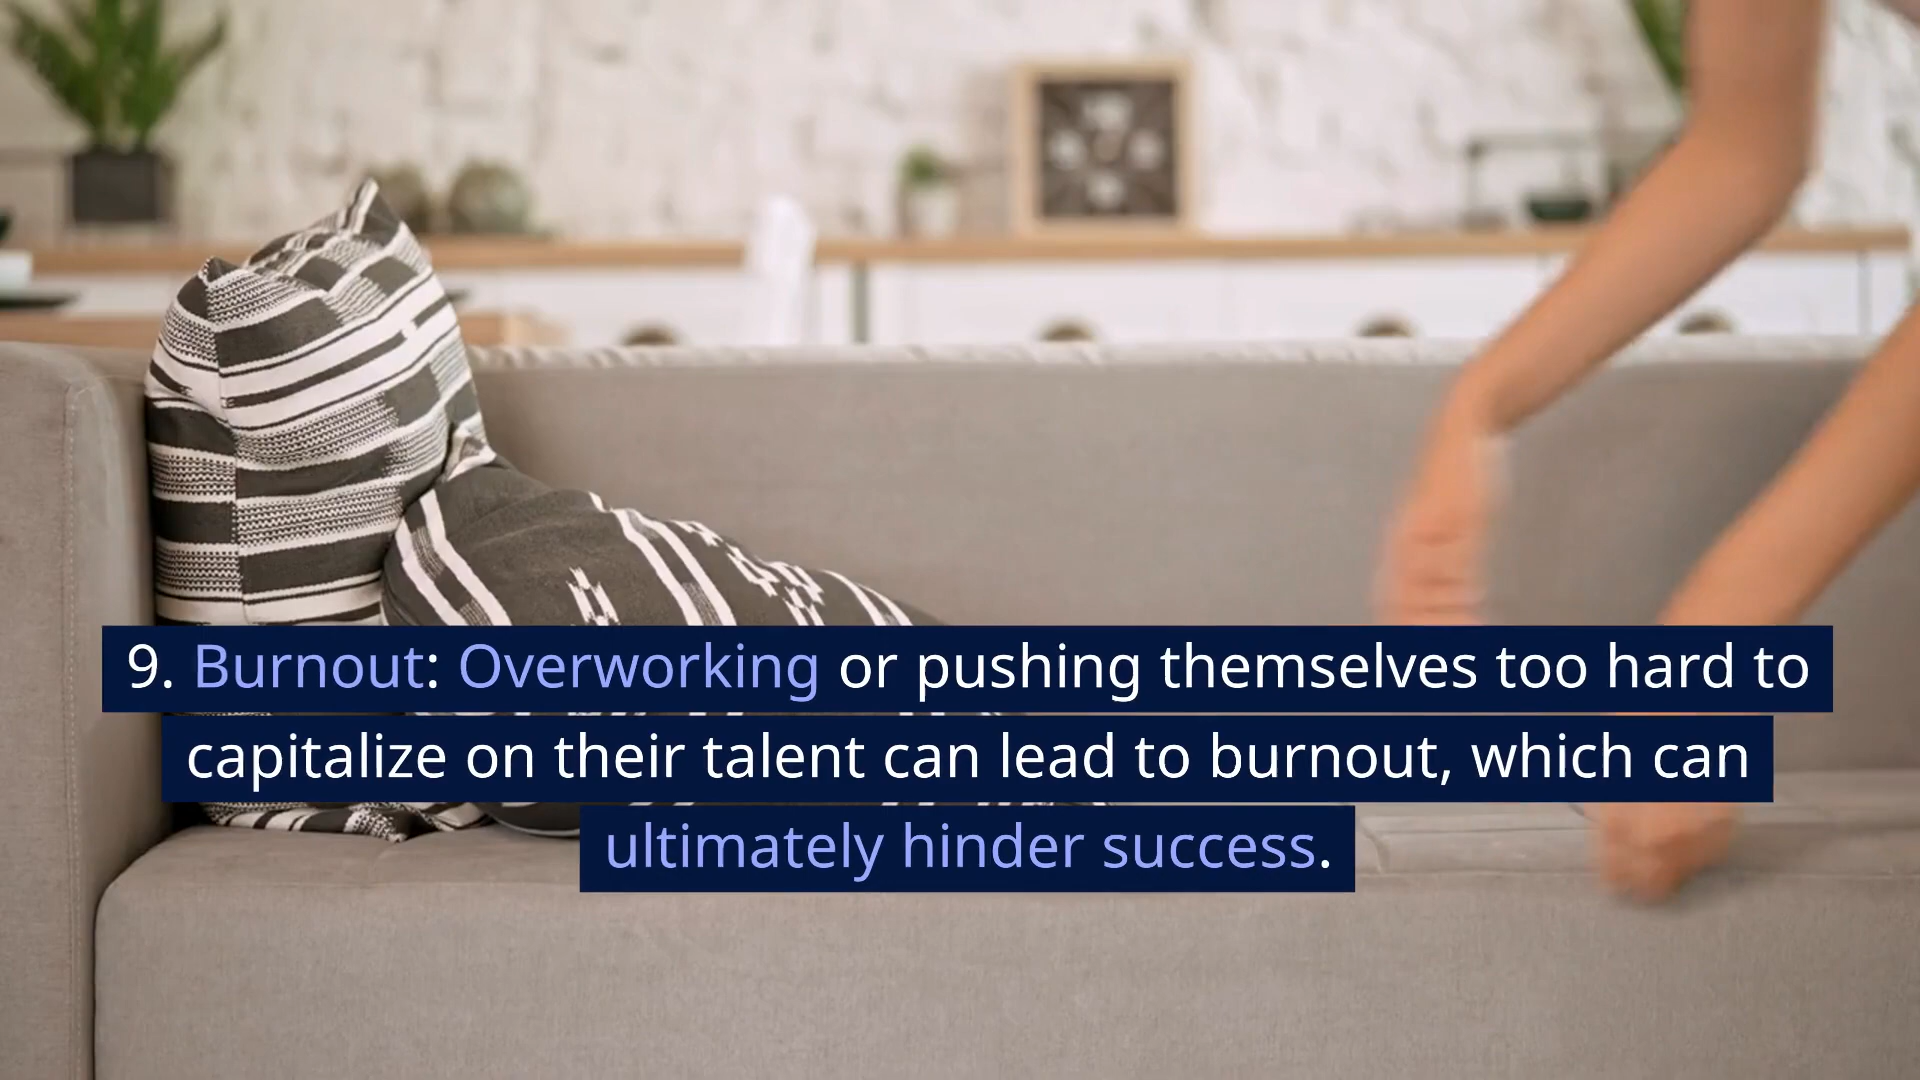 9. Burnout: Overworking or pushing themselves too hard to
capitalize on their talent can lead to burnout, which can
ultimately hinder success.